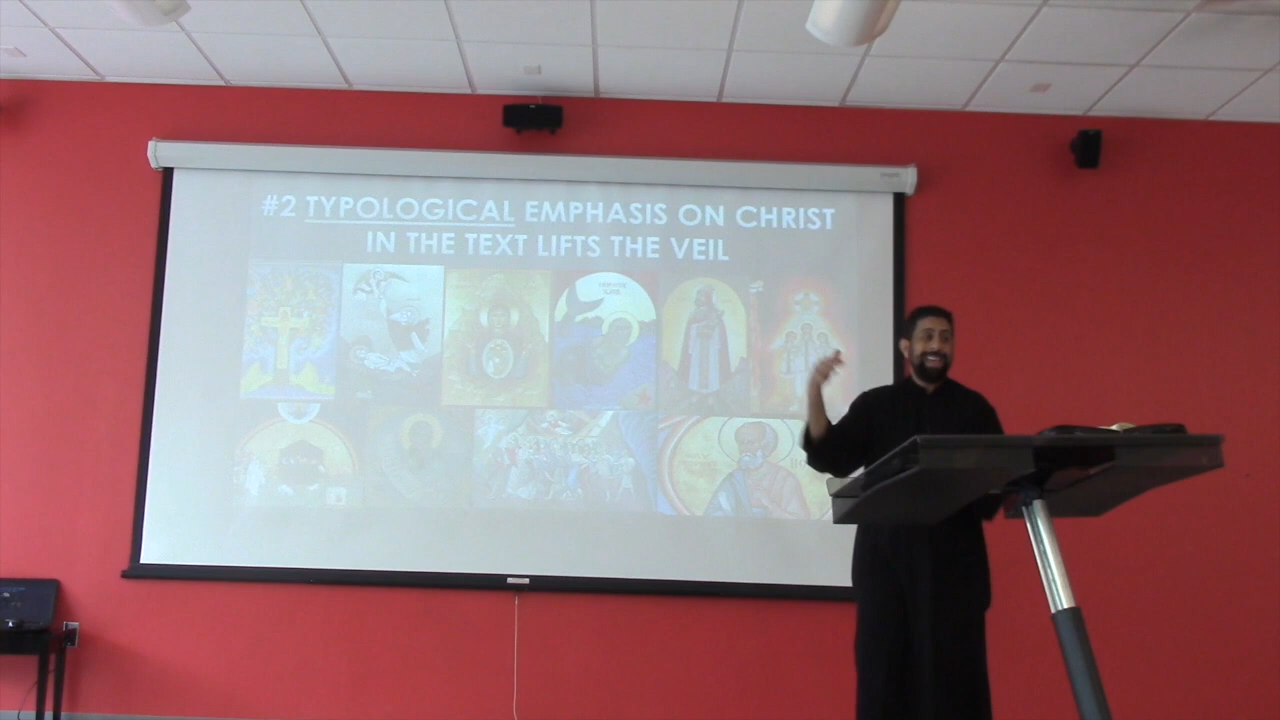 #2 TYPOLOGICAL EMPHASIS ON CHRIST
IN THE TEXT LIFTS THE VEIL